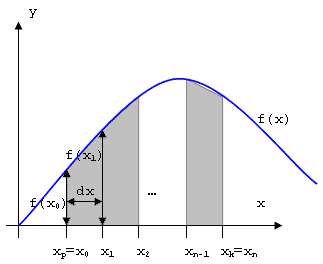 y
f(x)
f(x₁)
f(x₀)
dx
...
x
xₚ=x₀ x₁ x₂ xₙ₋₁ xₖ=xₙ